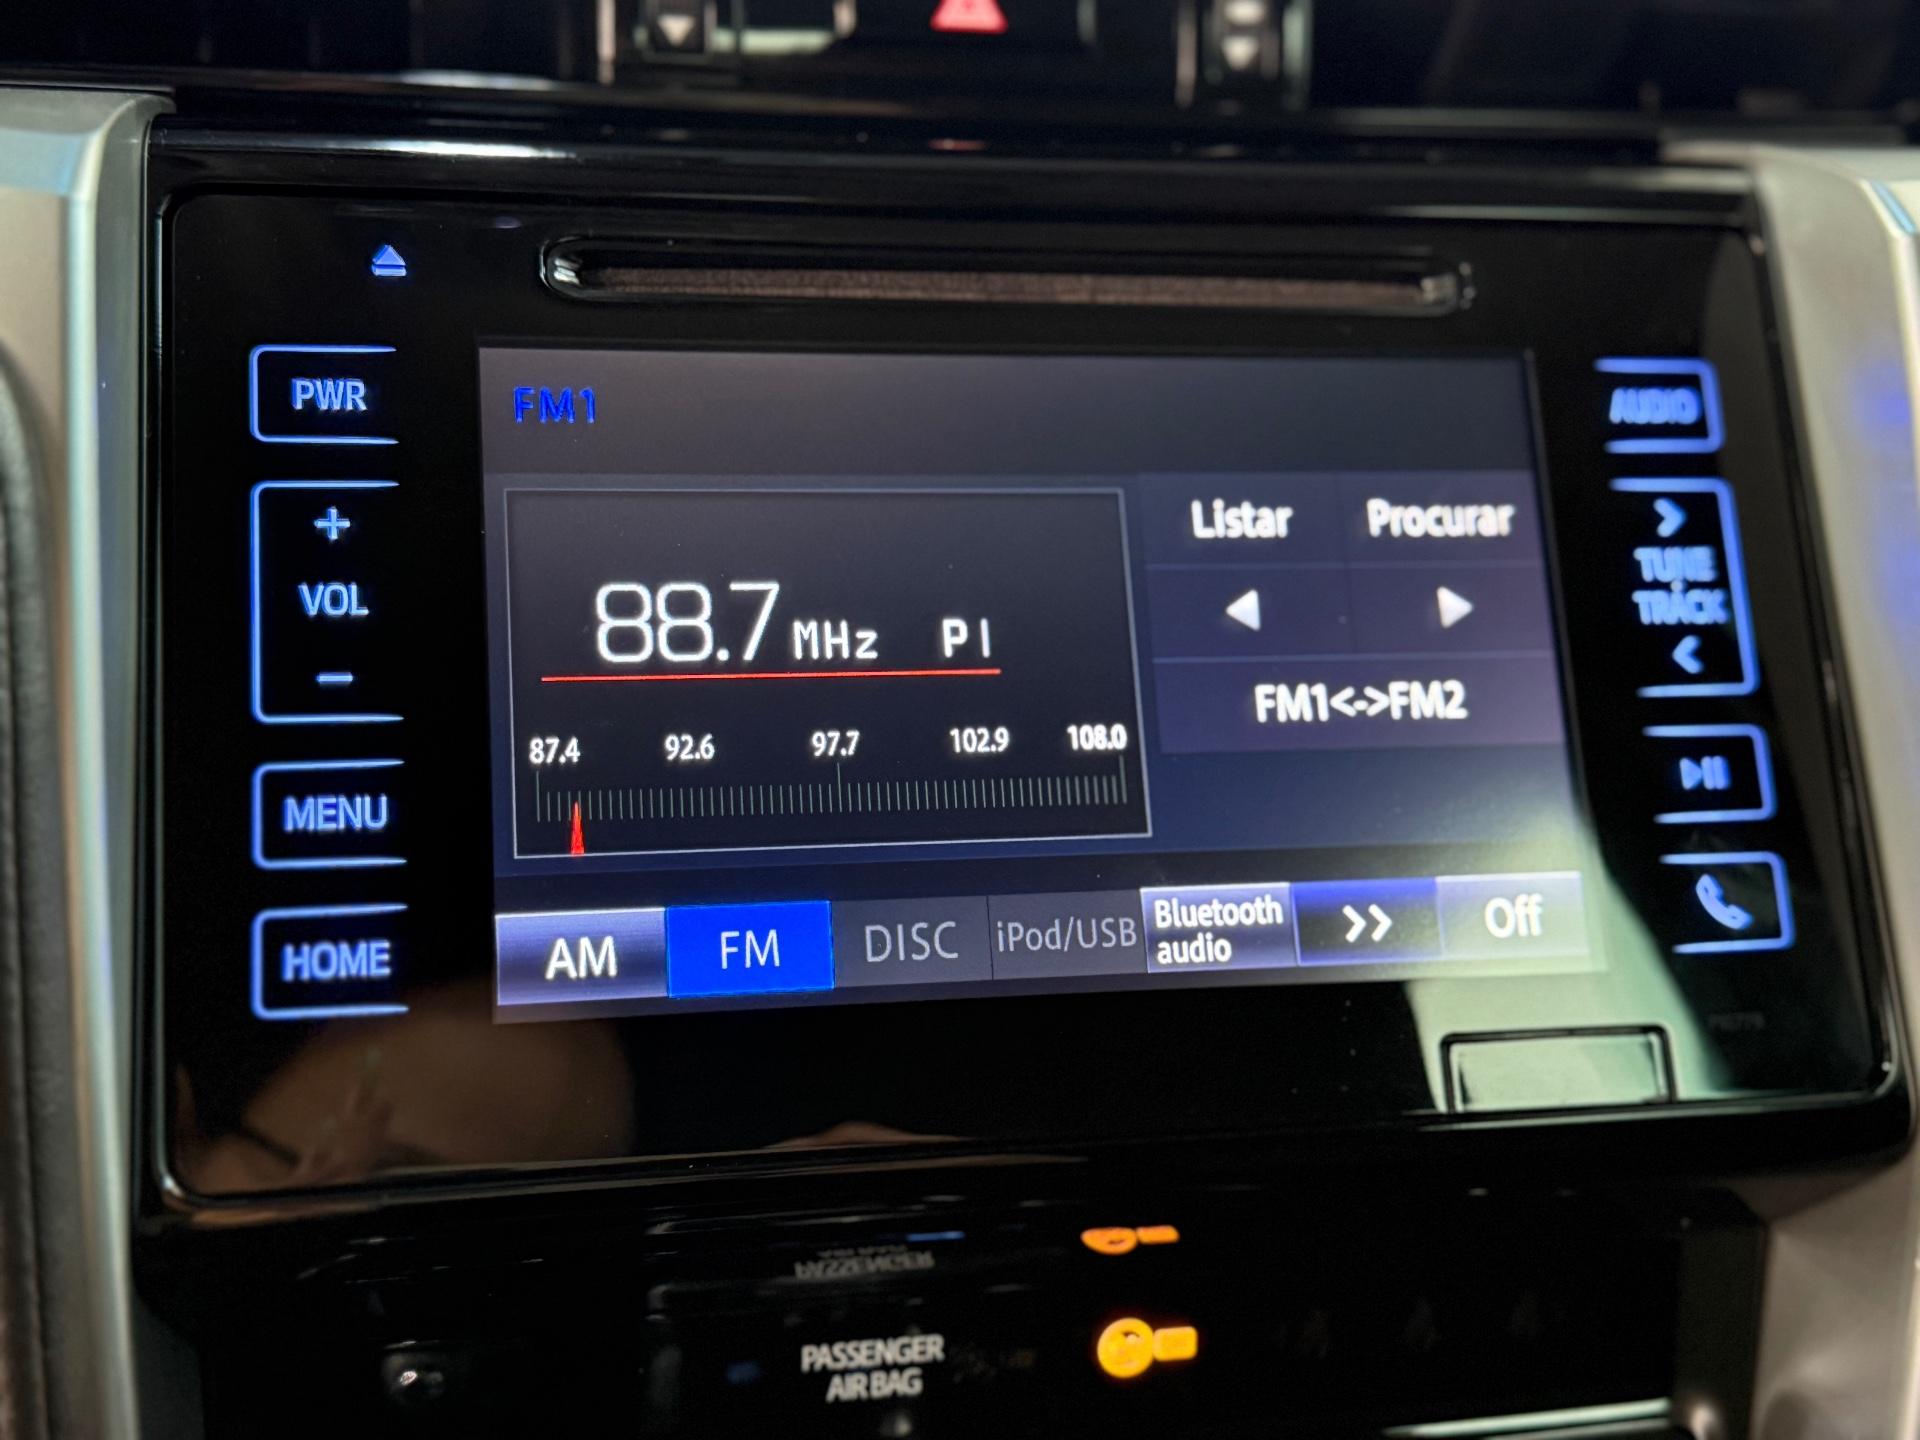 PWR
+
VOL
−
MENU
HOME
FM1
88.7 MHz PI
87.4 92.6 97.7 102.9 108.0
Listar Procurar
FM1<->FM2
AM FM DISC iPod/USB Bluetooth audio >> Off
AUDIO
TUNE
TRACK
PASSENGER
PASSENGER
AIR BAG